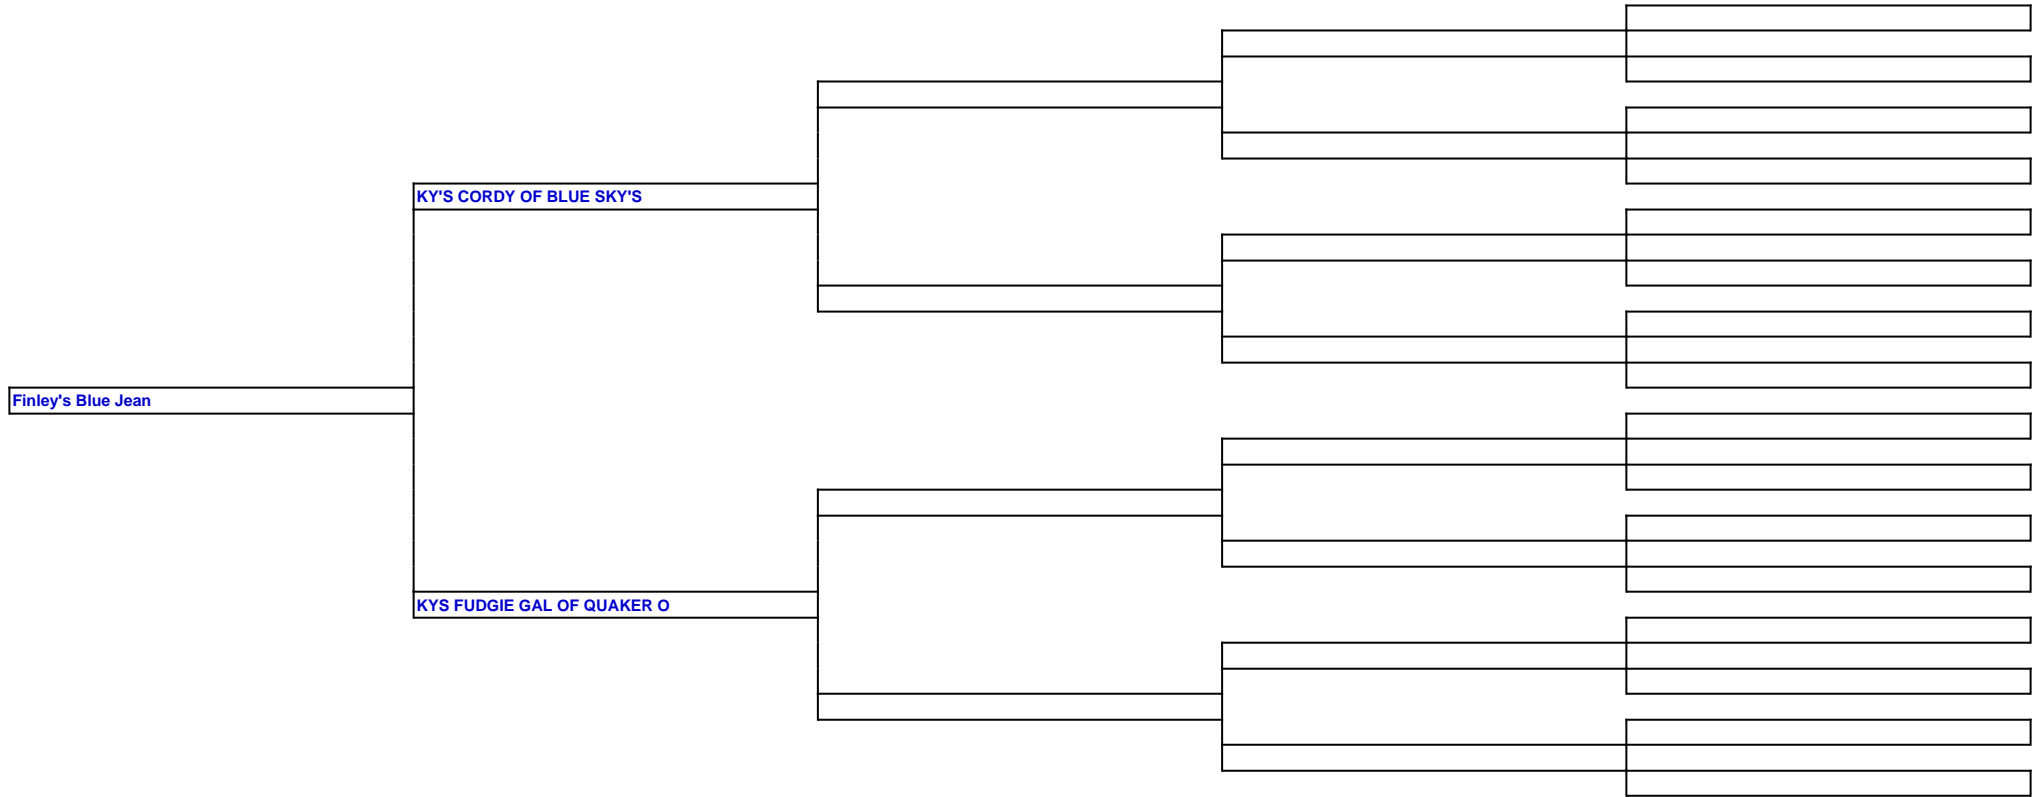 KY'S CORDY OF BLUE SKY'S
Finley's Blue Jean
KYS FUDGIE GAL OF QUAKER O